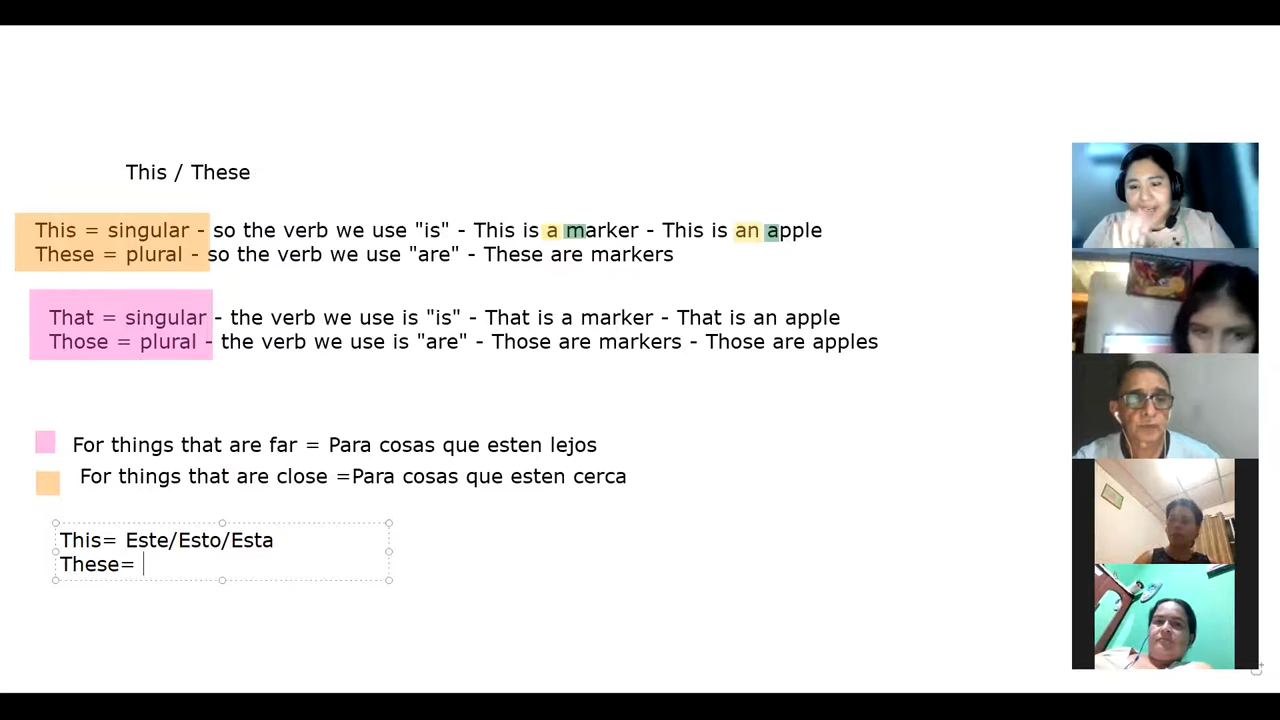 This / These
This = singular - so the verb we use "is" - This is a marker - This is an apple
These = plural - so the verb we use "are" - These are markers
That = singular - the verb we use is "is" - That is a marker - That is an apple
Those = plural - the verb we use is "are" - Those are markers - Those are apples
For things that are far = Para cosas que esten lejos
For things that are close =Para cosas que esten cerca
This= Este/Esto/Esta
These=